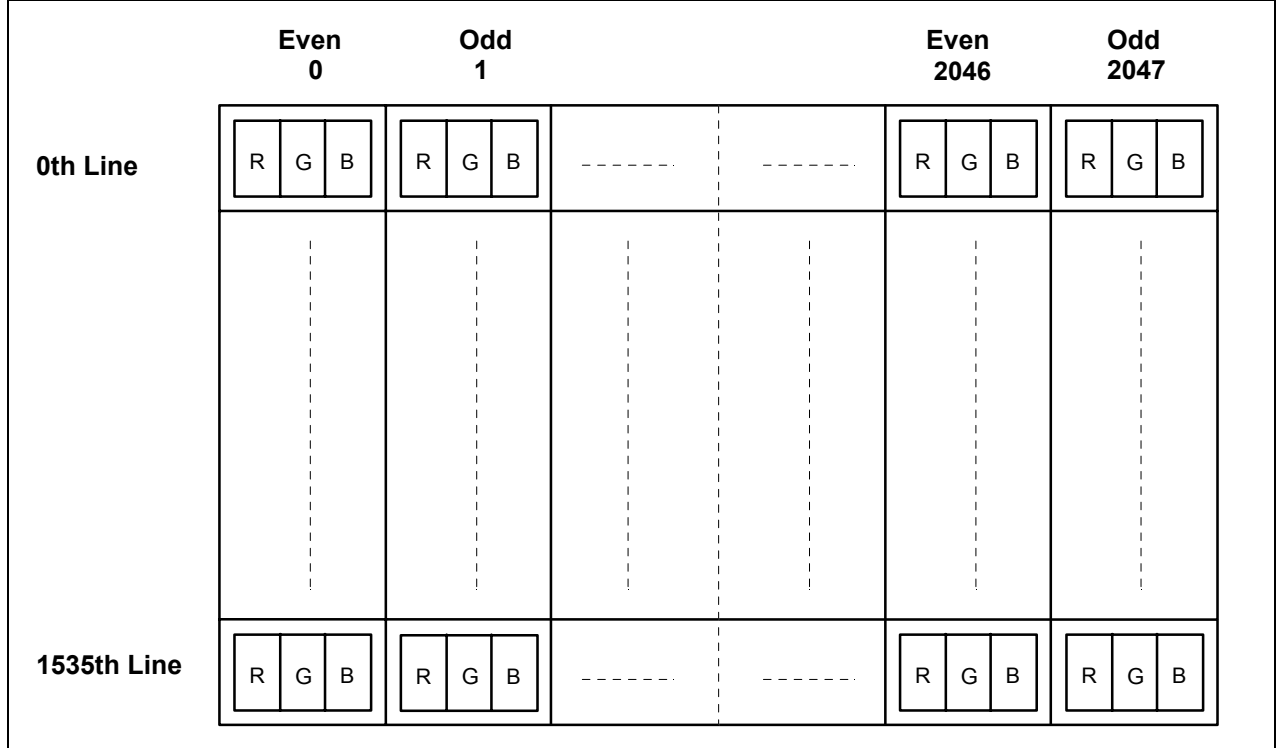 Even Odd Even Odd
0 1 2046 2047
0th Line R G B R G B R G B R G B
1535th Line R G B R G B R G B R G B